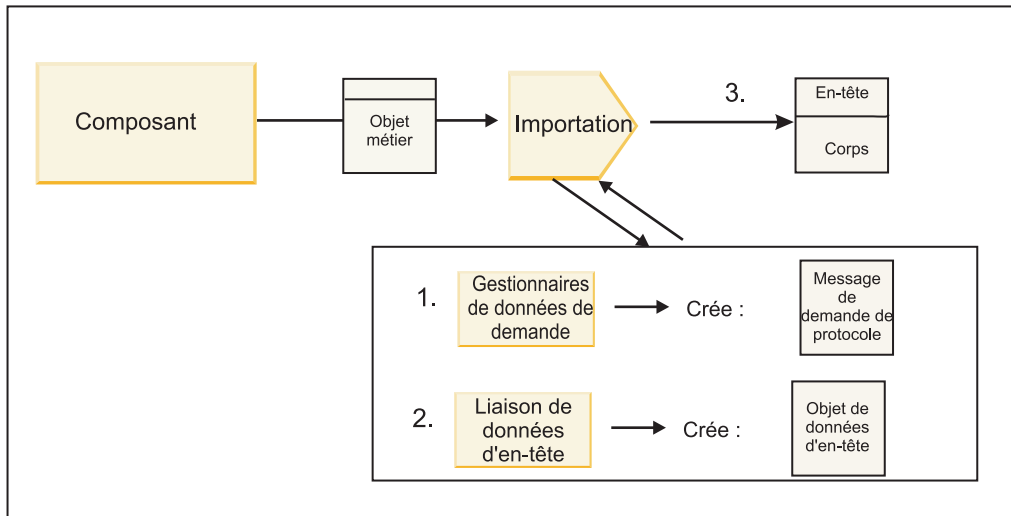 Composant
Objet
métier
Importation
3.
En-tête
Corps
1.
Gestionnaires
de données de
demande
Crée :
Message
de
demande de
protocole
2.
Liaison de
données
d'en-tête
Crée :
Objet de
données
d'en-tête